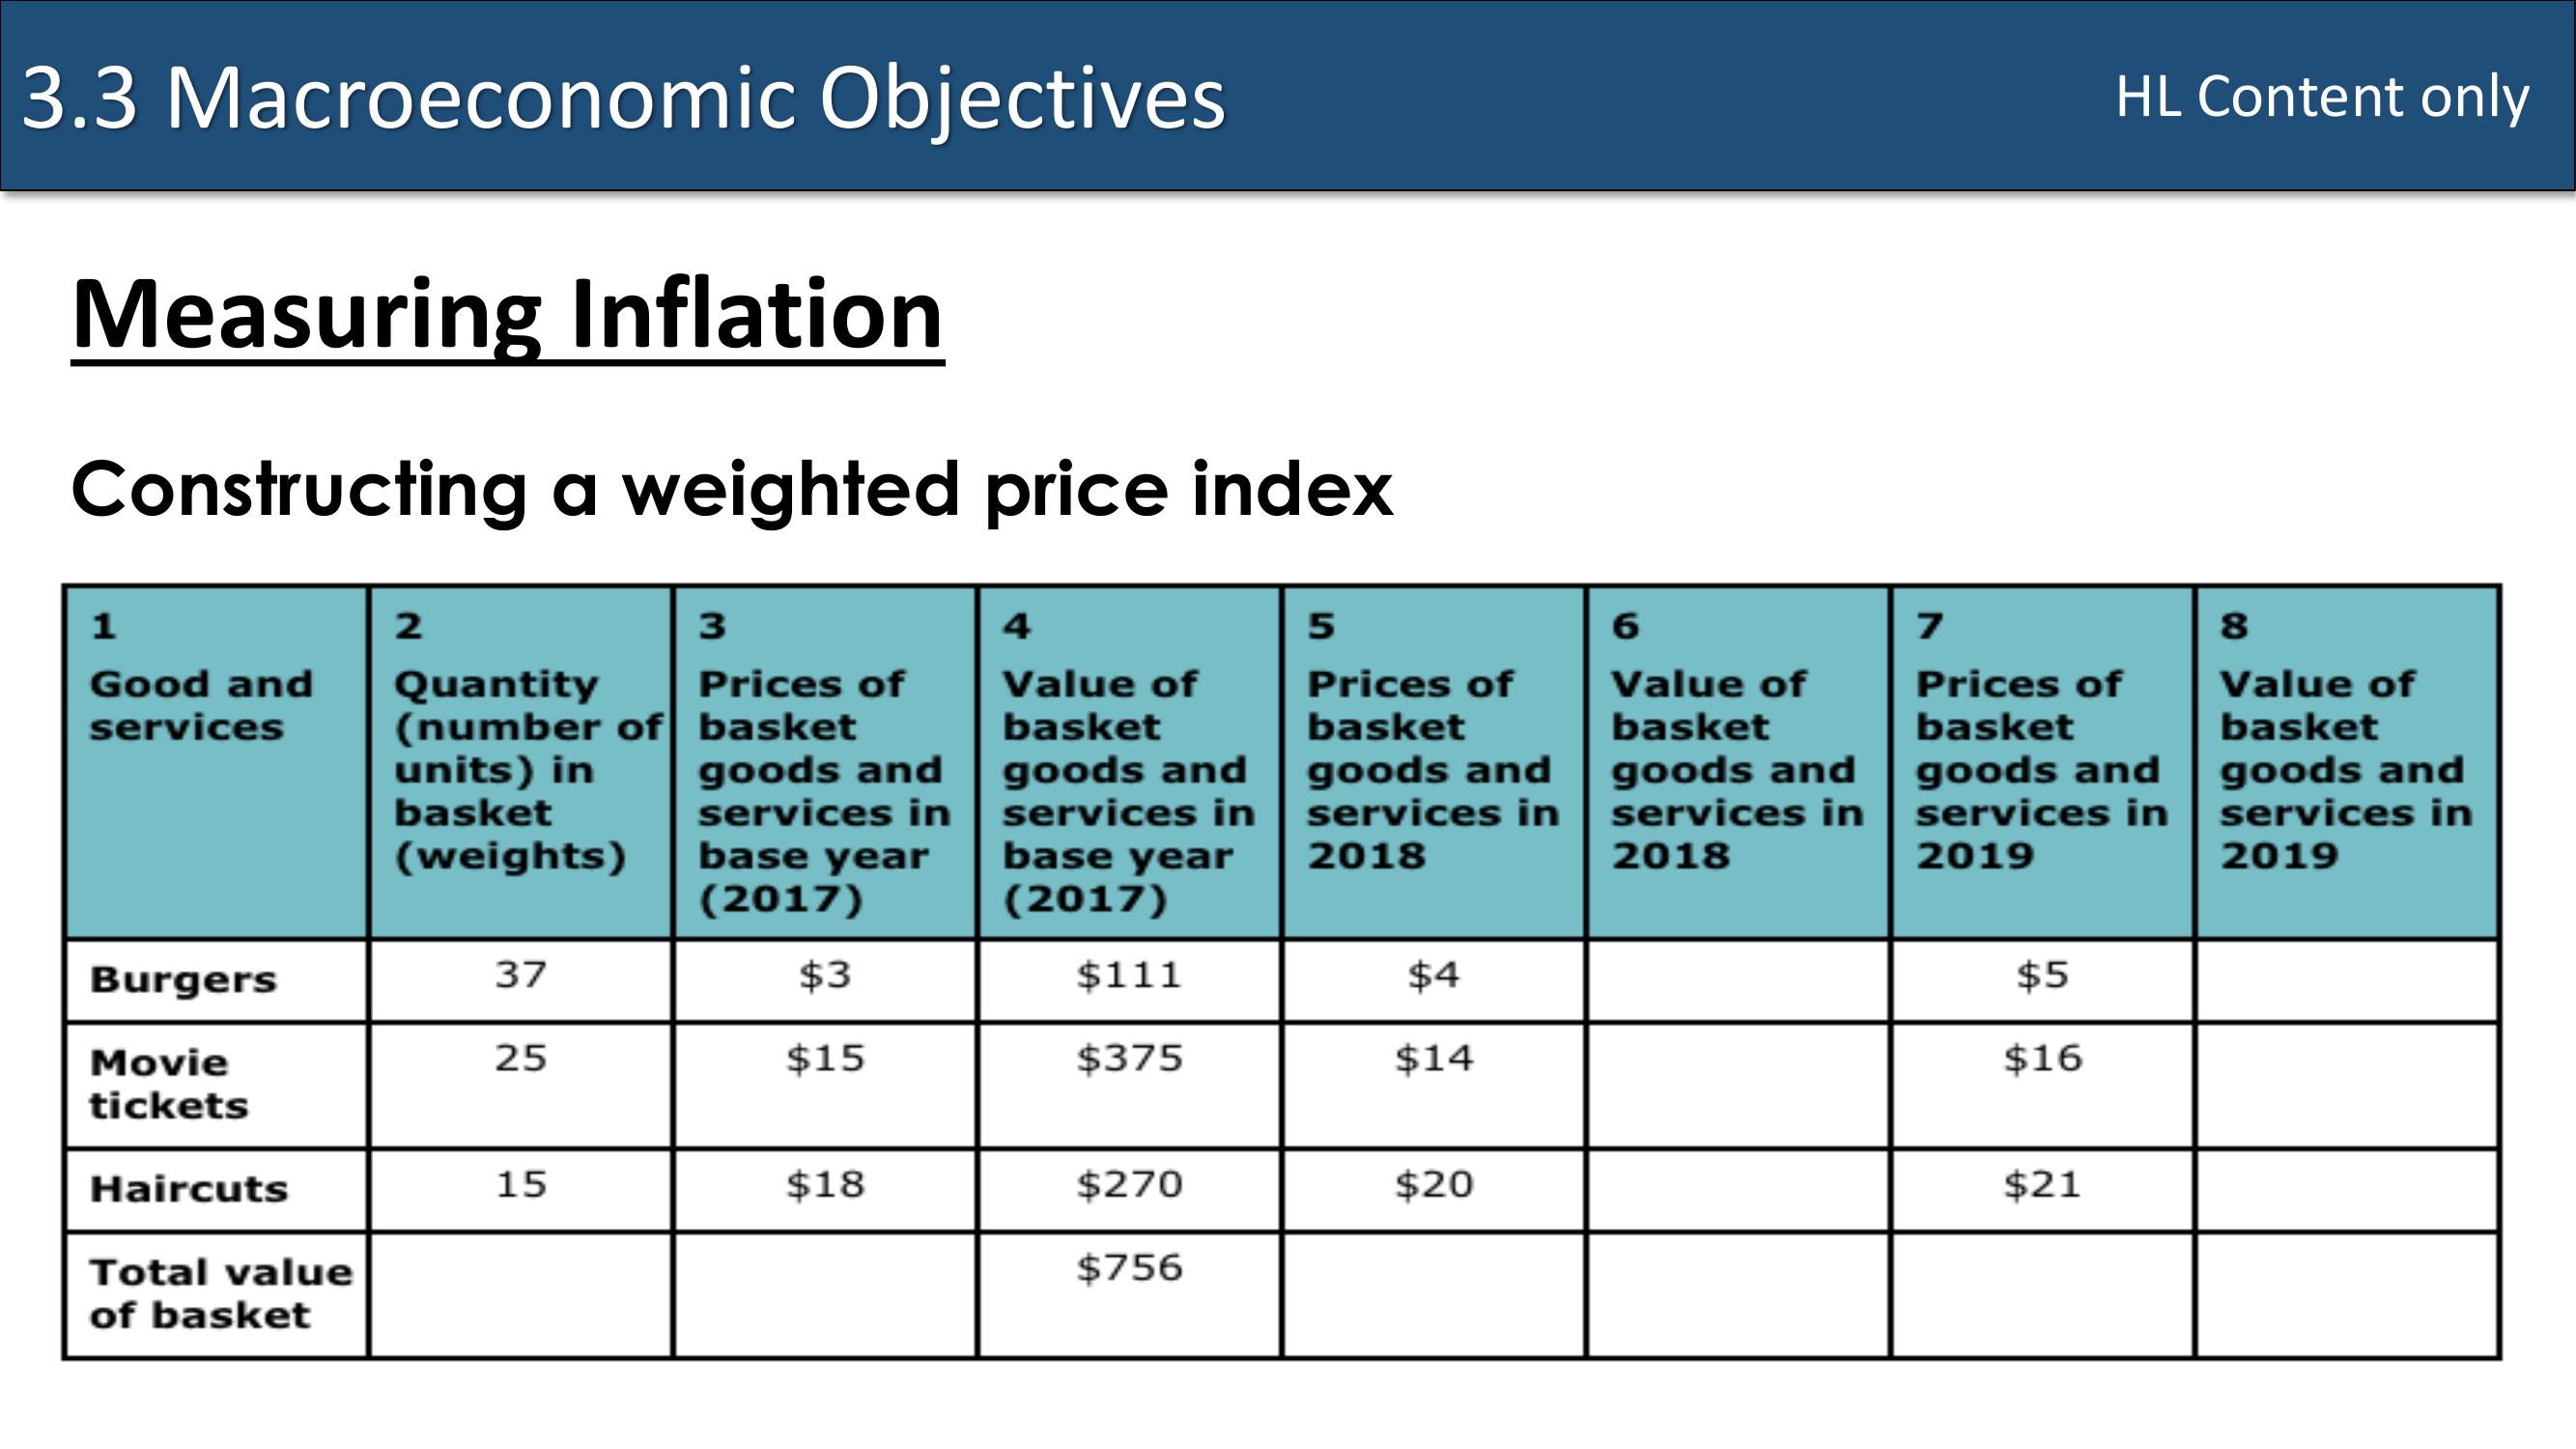 3.3 Macroeconomic Objectives
HL Content only
Measuring Inflation
Constructing a weighted price index
1
Good and
services
2
Quantity
(number of
units) in
basket
(weights)
3
Prices of
basket
goods and
services in
base year
(2017)
4
Value of
basket
goods and
services in
base year
(2017)
5
Prices of
basket
goods and
services in
2018
6
Value of
basket
goods and
services in
2018
7
Prices of
basket
goods and
services in
2019
8
Value of
basket
goods and
services in
2019
Burgers
37
$3
$111
$4
$5
Movie
tickets
25
$15
$375
$14
$16
Haircuts
15
$18
$270
$20
$21
Total value
of basket
$756